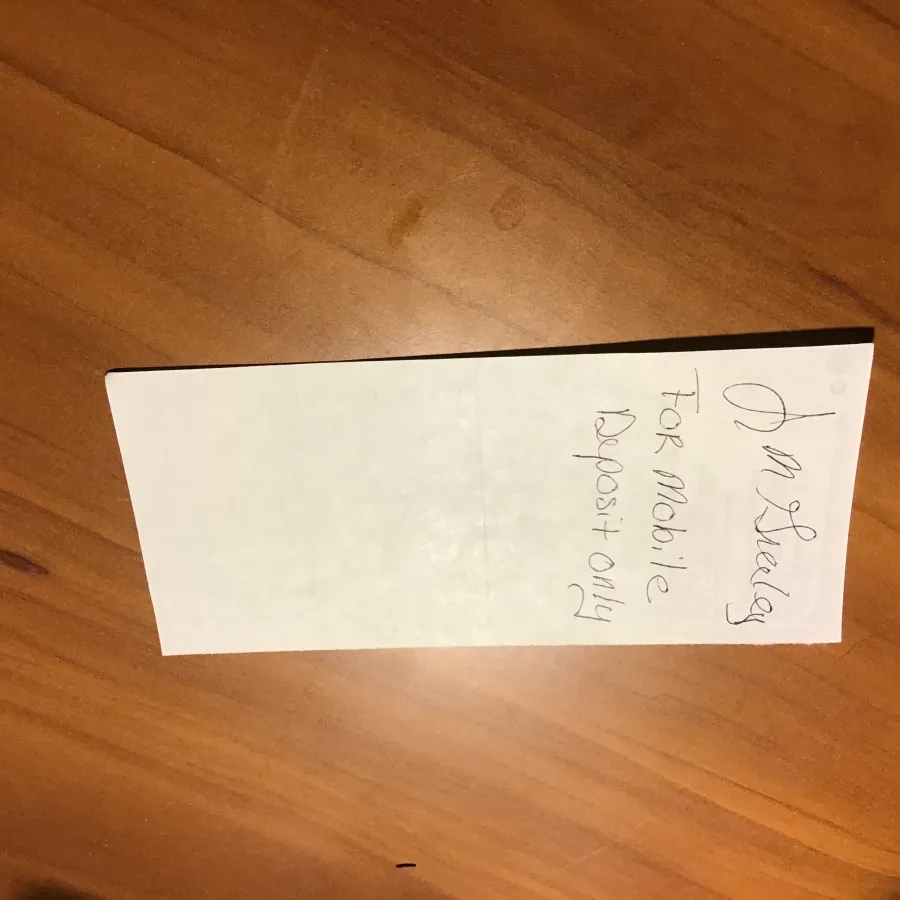 A M
FOR Mobile
Deposit only